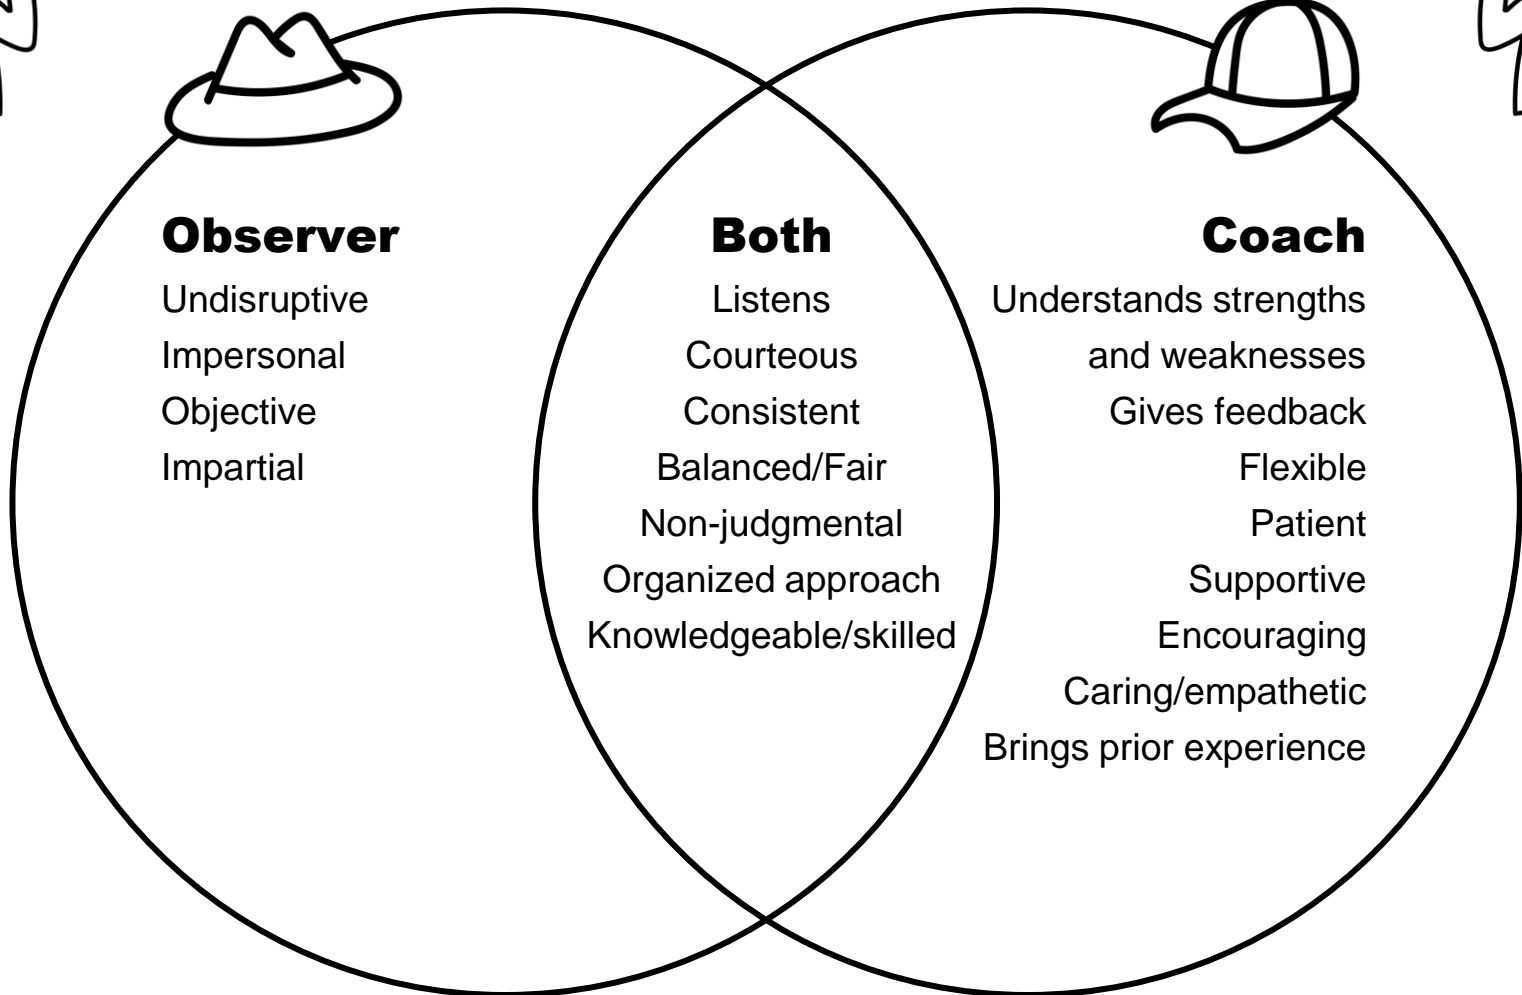 Observer
Undisruptive
Impersonal
Objective
Impartial
Both
Listens
Courteous
Consistent
Balanced/Fair
Non-judgmental
Organized approach
Knowledgeable/skilled
Coach
Understands strengths
and weaknesses
Gives feedback
Flexible
Patient
Supportive
Encouraging
Caring/empathetic
Brings prior experience